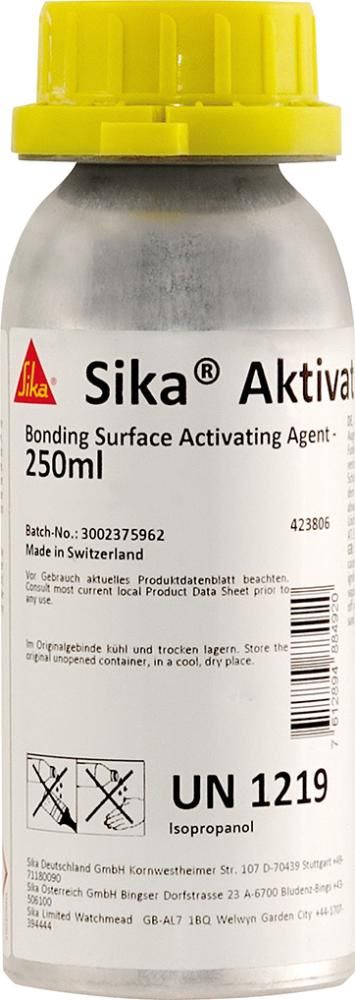 Sika
Sika® Aktivat
Bonding Surface Activating Agent -
250ml
423806
Batch-No.: 3002375962
Made in Switzerland
Vor Gebrauch aktuelles Produktdatenblatt beachten.
Consult most current local Product Data Sheet prior to
any use.
Im Originalgebinde kühl und trocken lagern. Store the
original unopened container, in a cool, dry place.
7 612894 884920
UN 1219
Isopropanol
Sika Deutschland GmbH Kornwestheimer Str. 107 D-70439 Stuttgart +49-
71180090
Sika Österreich GmbH Bingser Dorfstrasse 23 A-6700 Bludenz-Bings +43-
506100
Sika Limited Watchmead GB-AL7 1BQ Welwyn Garden City +44-1707-
394444